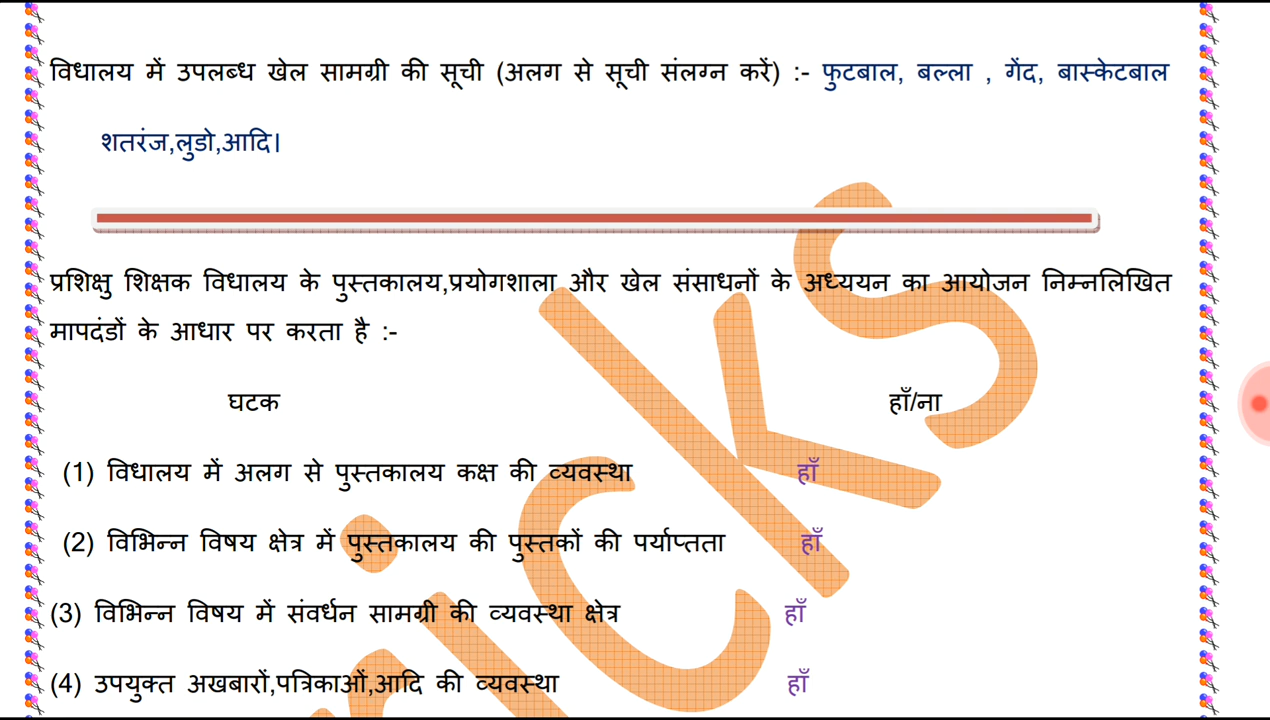 विधालय में उपलब्ध खेल सामग्री की सूची (अलग से सूची संलग्न करें) :- फुटबाल, बल्ला , गेंद, बास्केटबाल
शतरंज,लुडो,आदि।
प्रशिक्षु शिक्षक विधालय के पुस्तकालय,प्रयोगशाला और खेल संसाधनों के अध्ययन का आयोजन निम्नलिखित
मापदंडों के आधार पर करता है :-
घटक हाँ/ना
(1) विधालय में अलग से पुस्तकालय कक्ष की व्यवस्था हाँ
(2) विभिन्न विषय क्षेत्र में पुस्तकालय की पुस्तकों की पर्याप्तता हाँ
(3) विभिन्न विषय में संवर्धन सामग्री की व्यवस्था क्षेत्र हाँ
(4) उपयुक्त अखबारों,पत्रिकाओं,आदि की व्यवस्था हाँ